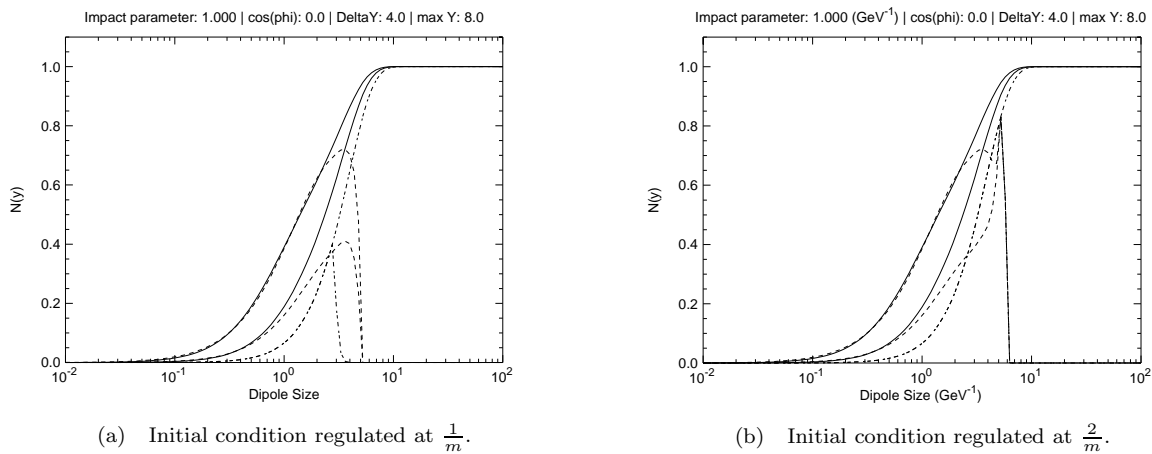 Impact parameter: 1.000 | cos(phi): 0.0 | DeltaY: 4.0 | max Y: 8.0
1.0
0.8
0.6
0.4
0.2
0.0
N(y)
10^-2 10^-1 10^0 10^1 10^2
Dipole Size
(a) Initial condition regulated at 1/m.
Impact parameter: 1.000 (GeV^-1) | cos(phi): 0.0 | DeltaY: 4.0 | max Y: 8.0
1.0
0.8
0.6
0.4
0.2
0.0
N(y)
10^-2 10^-1 10^0 10^1 10^2
Dipole Size (GeV^-1)
(b) Initial condition regulated at 2/m.